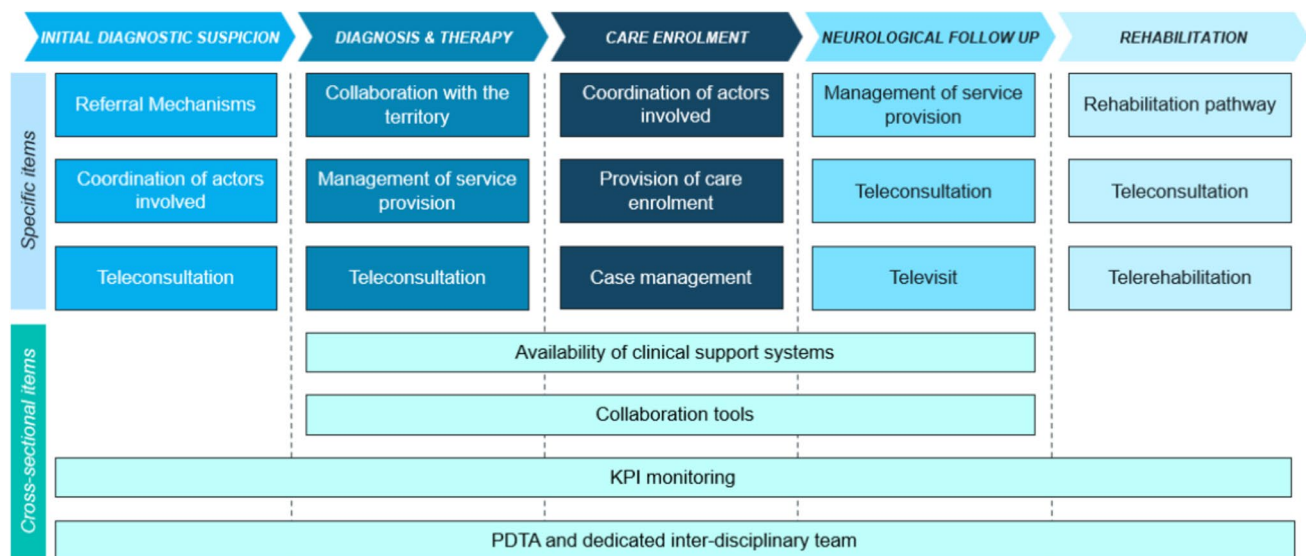 INITIAL DIAGNOSTIC SUSPICION
DIAGNOSIS & THERAPY
CARE ENROLMENT
NEUROLOGICAL FOLLOW UP
REHABILITATION
Specific items
Referral Mechanisms
Collaboration with the
territory
Coordination of actors
involved
Management of service
provision
Rehabilitation pathway
Coordination of actors
involved
Management of service
provision
Provision of care
enrolment
Teleconsultation
Teleconsultation
Teleconsultation
Teleconsultation
Case management
Televisit
Telerehabilitation
Cross-sectional items
Availability of clinical support systems
Collaboration tools
KPI monitoring
PDTA and dedicated inter-disciplinary team